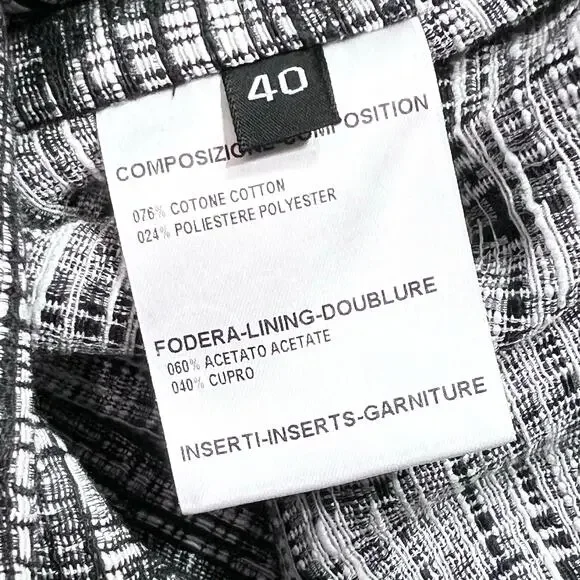 40
COMPOSIZIONE-COMPOSITION
076% COTONE COTTON
024% POLIESTERE POLYESTER
FODERA-LINING-DOUBLURE
060% ACETATO ACETATE
040% CUPRO
INSERTI-INSERTS-GARNITURE